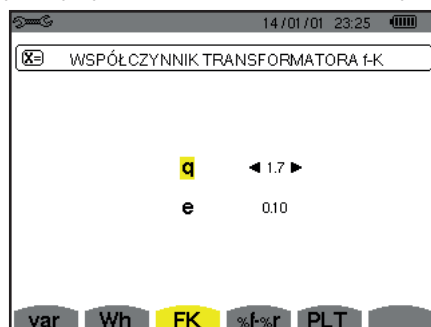 14/01/01 23:25
X= WSPÓŁCZYNNIK TRANSFORMATORA f-K
q ◄ 1.7 ►
e 0.10
var Wh FK %f-%r PLT